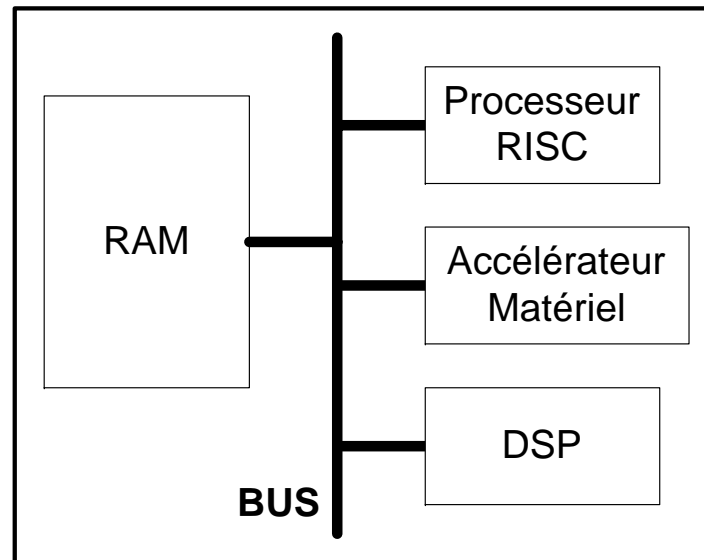 RAM
Processeur
RISC
Accélérateur
Matériel
DSP
BUS